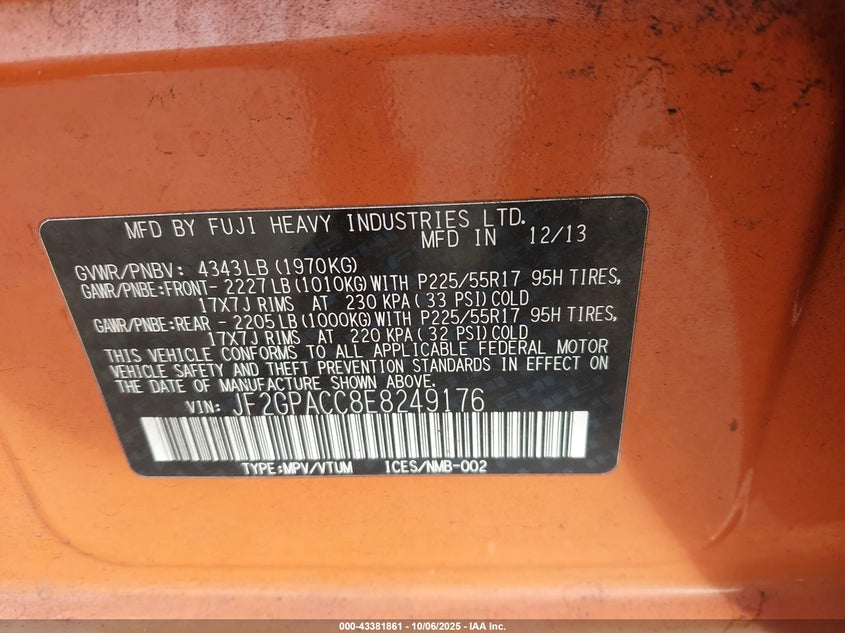 MFD BY FUJI HEAVY INDUSTRIES LTD.
MFD IN 12/13
GVWR/PNBV: 4343LB (1970KG)
GAWR/PNBE:FRONT- 2227LB(1010KG)WITH P225/55R17 95H TIRES,
17X7J RIMS AT 230 KPA(33 PSI)COLD
GAWR/PNBE:REAR - 2205LB(1000KG)WITH P225/55R17 95H TIRES,
17X7J RIMS AT 220 KPA(32 PSI)COLD
THIS VEHICLE CONFORMS TO ALL APPLICABLE FEDERAL MOTOR
VEHICLE SAFETY AND THEFT PREVENTION STANDARDS IN EFFECT ON
THE DATE OF MANUFACTURE SHOWN ABOVE.
VIN: JF2GPACC8E8249176
TYPE:MPV/VTUM ICES/NMB-002
000-43381861 - 10/06/2025 - IAA Inc.